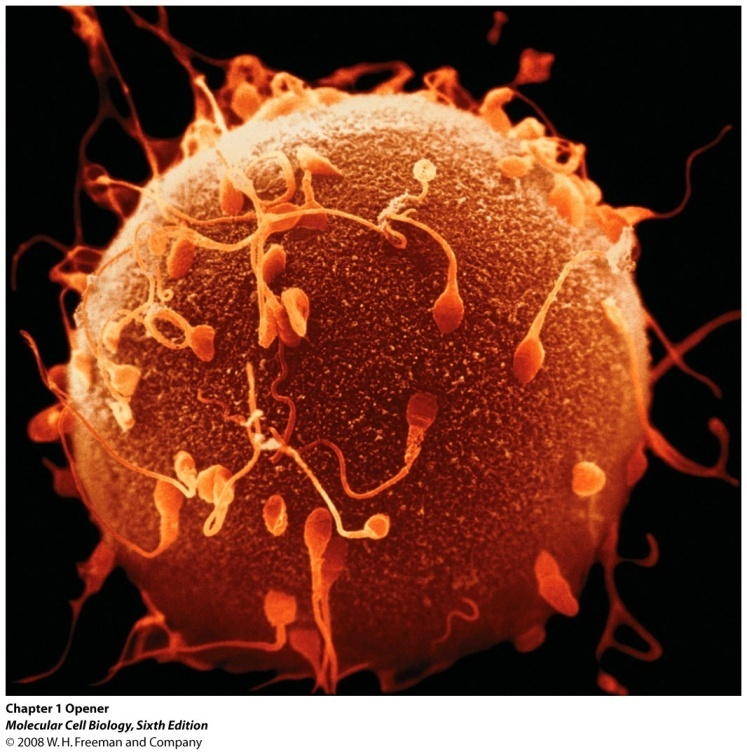 Chapter 1 Opener
Molecular Cell Biology, Sixth Edition
© 2008 W. H. Freeman and Company